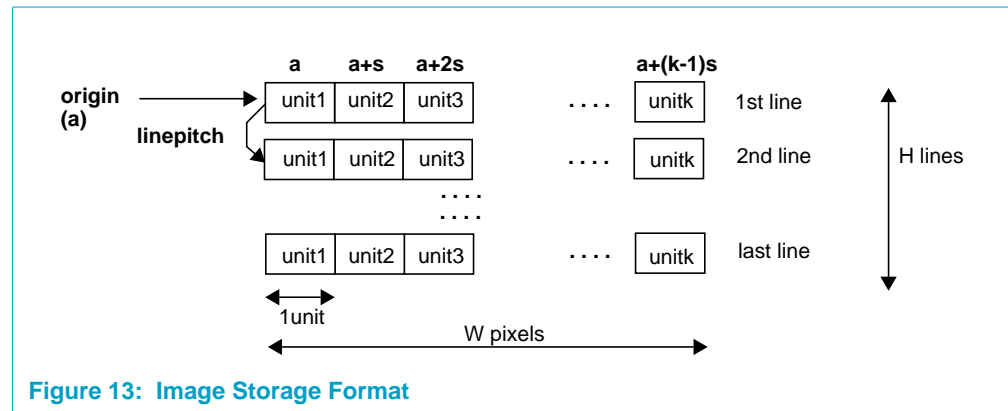 a a+s a+2s a+(k-1)s
origin
(a)
unit1 unit2 unit3 .... unitk 1st line
linepitch
unit1 unit2 unit3 .... unitk 2nd line
H lines
....
....
unit1 unit2 unit3 .... unitk last line
1unit
W pixels
Figure 13: Image Storage Format